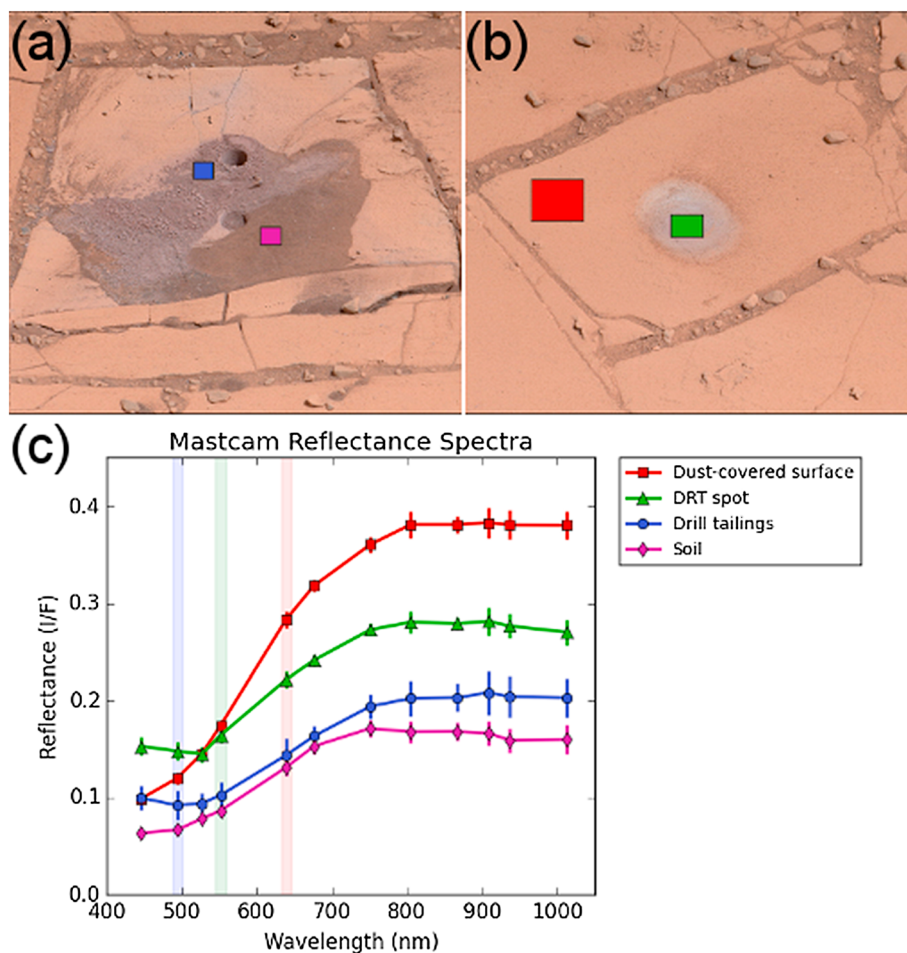 (a)
(b)
(c)
Mastcam Reflectance Spectra
Dust-covered surface
DRT spot
Drill tailings
Soil
0.4
0.3
0.2
0.1
0.0
Reflectance (I/F)
400 500 600 700 800 900 1000
Wavelength (nm)